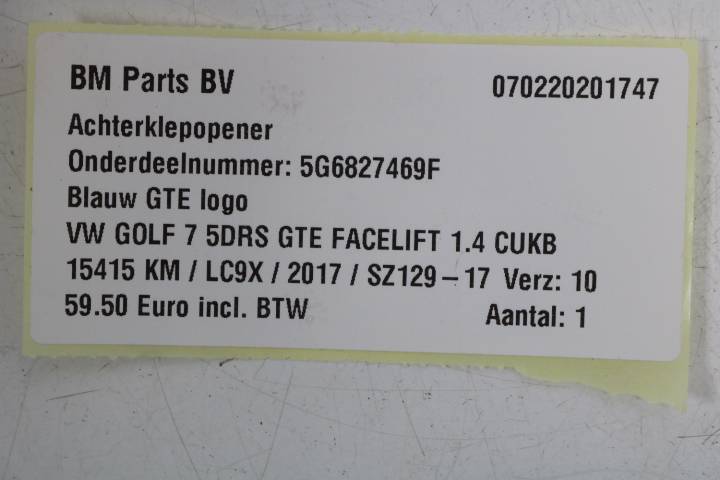 BM Parts BV 070220201747
Achterklepopener
Onderdeelnummer: 5G6827469F
Blauw GTE logo
VW GOLF 7 5DRS GTE FACELIFT 1.4 CUKB
15415 KM / LC9X / 2017 / SZ129-17 Verz: 10
59.50 Euro incl. BTW Aantal: 1